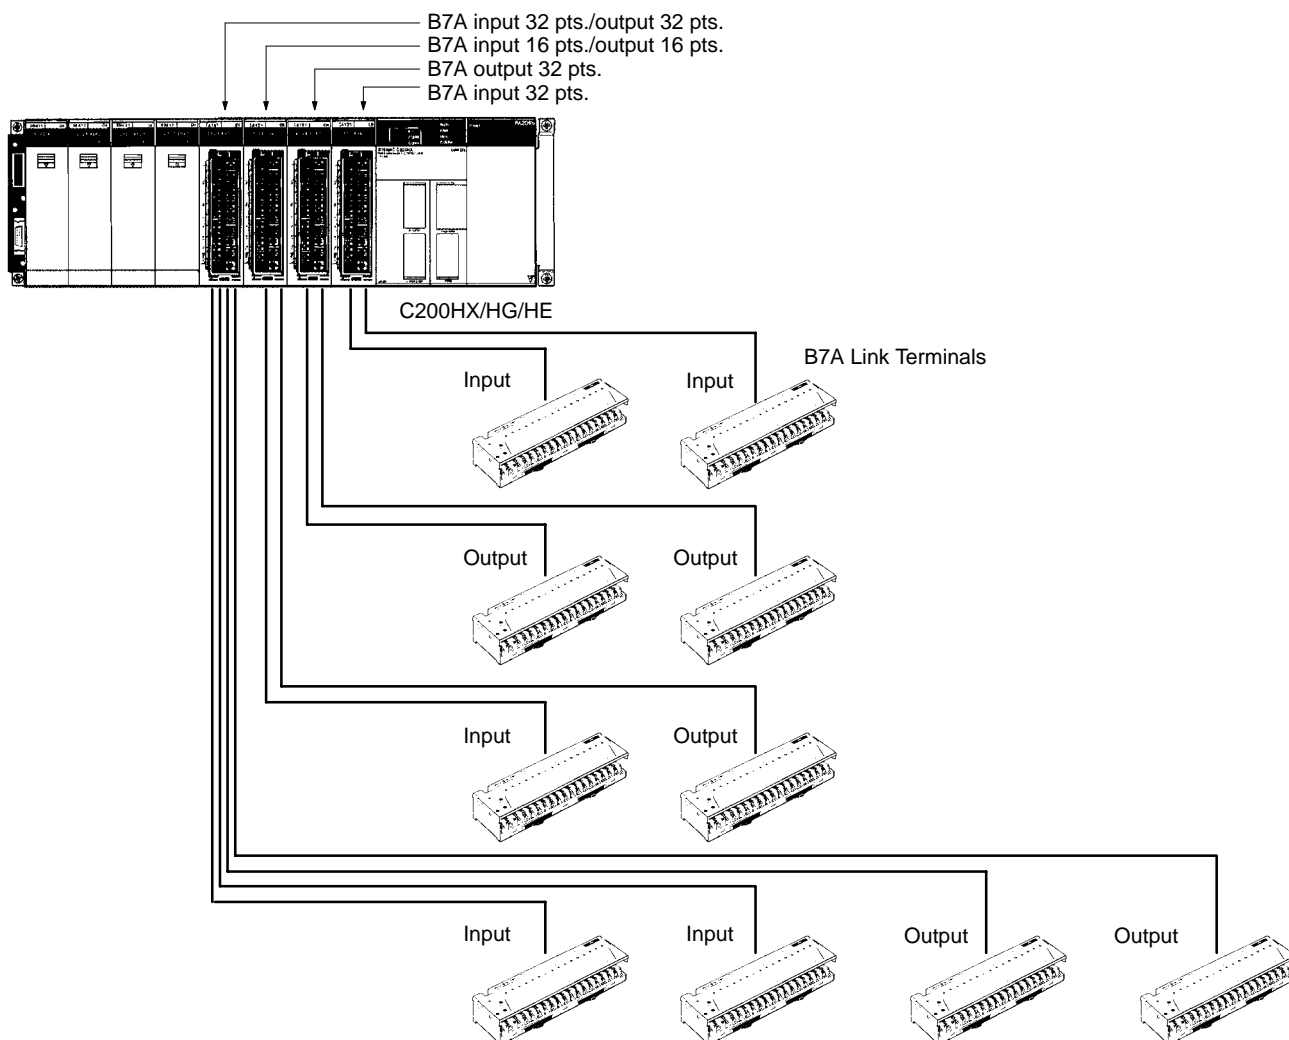 B7A input 32 pts./output 32 pts.
B7A input 16 pts./output 16 pts.
B7A output 32 pts.
B7A input 32 pts.
C200HX/HG/HE
B7A Link Terminals
Input
Input
Output
Output
Input
Output
Input
Input
Output
Output